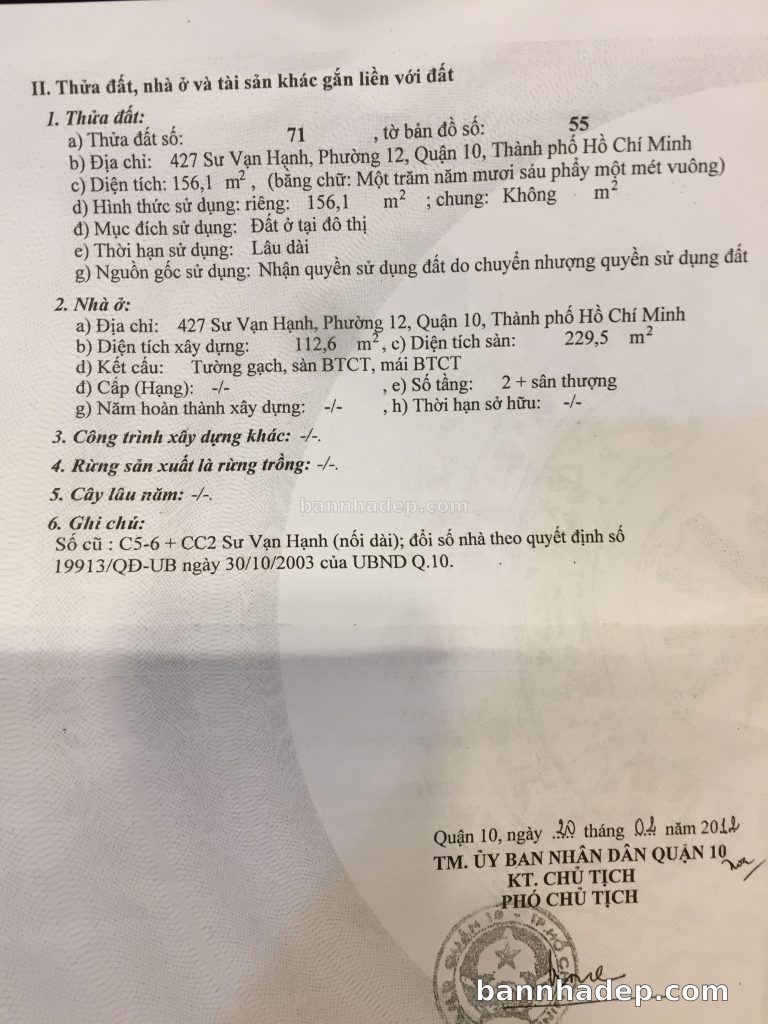 II. Thửa đất, nhà ở và tài sản khác gắn liền với đất
1. Thửa đất:
a) Thửa đất số: 71 , tờ bản đồ số: 55
b) Địa chỉ: 427 Sư Vạn Hạnh, Phường 12, Quận 10, Thành phố Hồ Chí Minh
c) Diện tích: 156,1 m², (bằng chữ: Một trăm năm mươi sáu phẩy một mét vuông)
d) Hình thức sử dụng: riêng: 156,1 m² ; chung: Không m²
đ) Mục đích sử dụng: Đất ở tại đô thị
e) Thời hạn sử dụng: Lâu dài
g) Nguồn gốc sử dụng: Nhận quyền sử dụng đất do chuyển nhượng quyền sử dụng đất
2. Nhà ở:
a) Địa chỉ: 427 Sư Vạn Hạnh, Phường 12, Quận 10, Thành phố Hồ Chí Minh
b) Diện tích xây dựng: 112,6 m², c) Diện tích sàn: 229,5 m²
d) Kết cấu: Tường gạch, sàn BTCT, mái BTCT
đ) Cấp (Hạng): -/- , e) Số tầng: 2 + sân thượng
g) Năm hoàn thành xây dựng: -/- , h) Thời hạn sở hữu: -/-
3. Công trình xây dựng khác: -/-.
4. Rừng sản xuất là rừng trồng: -/-.
5. Cây lâu năm: -/-.
bannhadep.com
6. Ghi chú:
Số cũ : C5-6 + CC2 Sư Vạn Hạnh (nối dài); đổi số nhà theo quyết định số
19913/QĐ-UB ngày 30/10/2003 của UBND Q.10.
Quận 10, ngày 20 tháng 02 năm 2012
TM. ỦY BAN NHÂN DÂN QUẬN 10
KT. CHỦ TỊCH
PHÓ CHỦ TỊCH
bannhadep.com